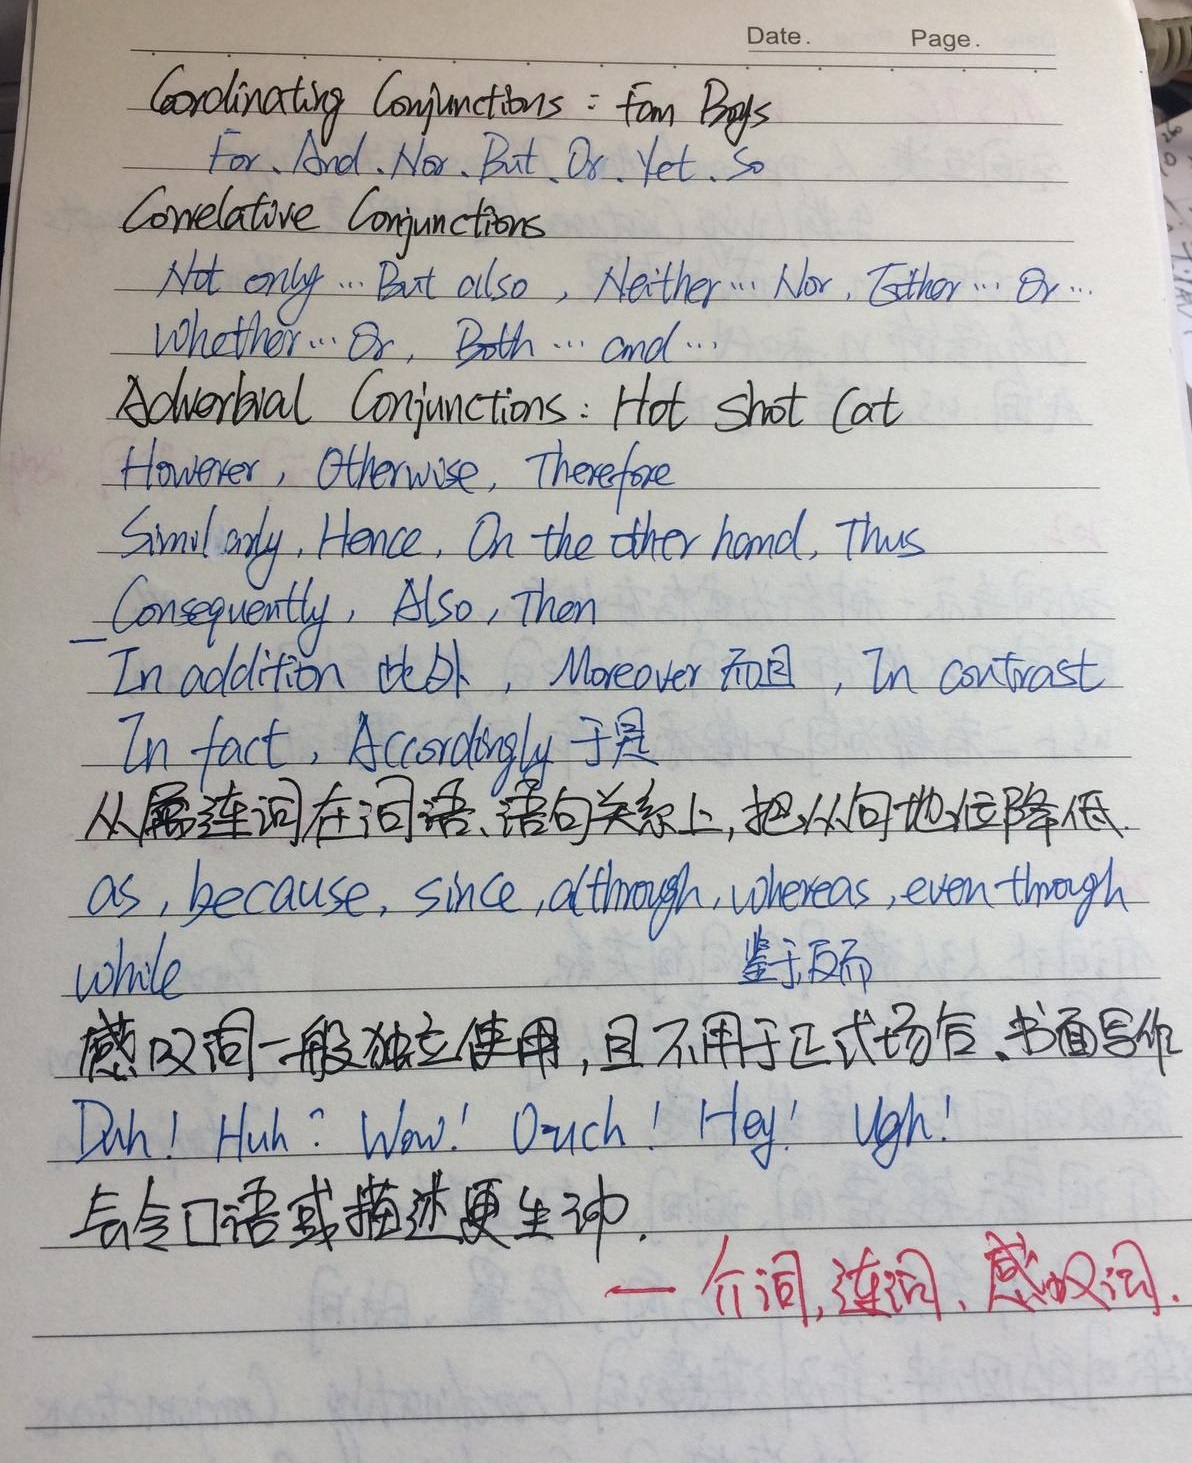 Date. Page.
Coordinating Conjunctions : Fan Boys
For、And、Nor、But、Or、Yet、So
Correlative Conjunctions
Not only … But also , Neither … Nor , Either … Or …
Whether … Or , Both … and …
Adverbial Conjunctions : Hot Shot Cat
However , Otherwise , Therefore
Similarly , Hence , On the other hand , Thus
Consequently , Also , Then
In addition 此外 , Moreover 而且 , In contrast
In fact , Accordingly 于是
从属连词在词语、语句关系上,把从句地位降低.
as , because , since , althrough , whereas , even through
while 鉴于,反而
感叹词一般独立使用,且不用于正式场合、书面写作
Duh! Huh? Wow! Ouch! Hey! Ugh!
会令口语或描述更生动.
— 介词,连词、感叹词.